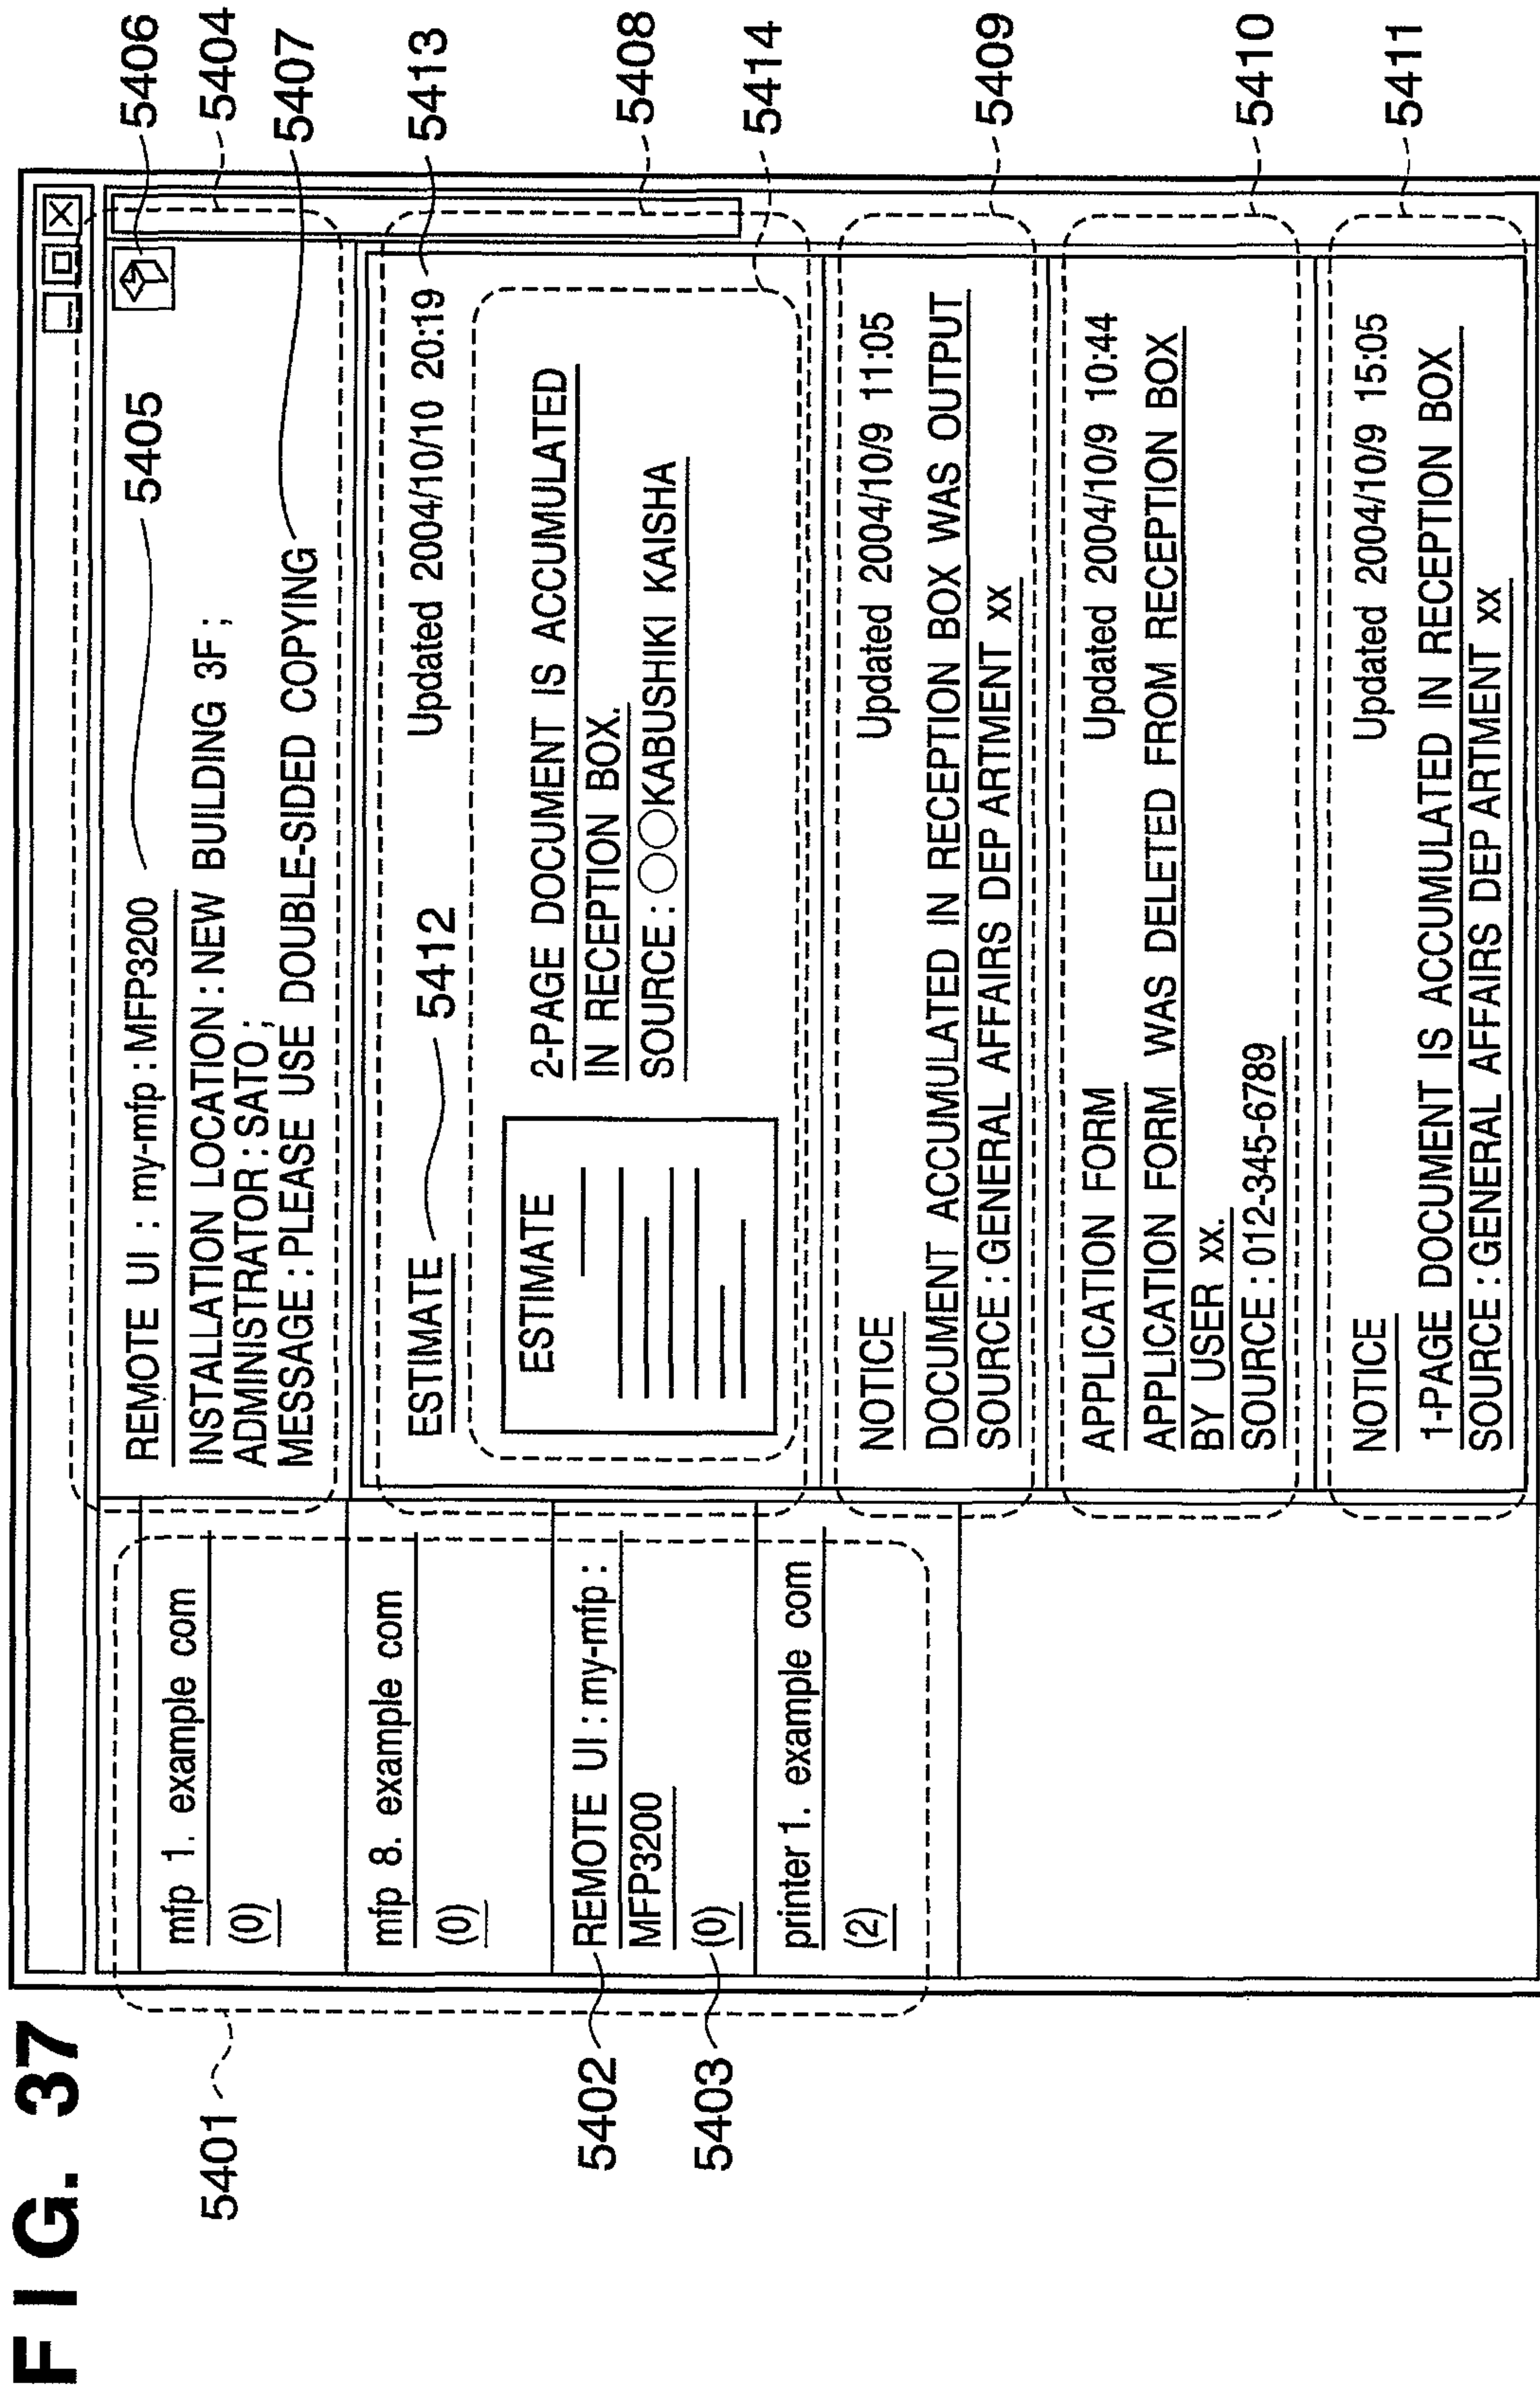 FIG. 37
5401
mfp 1. example com
(0)
mfp 8. example com
(0)
5402
REMOTE UI : my-mfp :
MFP3200
5403
(0)
printer 1. example com
(2)
REMOTE UI : my-mfp : MFP3200
5405
5406
INSTALLATION LOCATION : NEW BUILDING 3F ;
5404
ADMINISTRATOR : SATO ;
MESSAGE : PLEASE USE DOUBLE-SIDED COPYING
5407
ESTIMATE
5412
Updated 2004/10/10 20:19
5413
ESTIMATE
2-PAGE DOCUMENT IS ACCUMULATED
IN RECEPTION BOX.
SOURCE : ○○KABUSHIKI KAISHA
5408
5414
NOTICE
Updated 2004/10/9 11:05
DOCUMENT ACCUMULATED IN RECEPTION BOX WAS OUTPUT
SOURCE : GENERAL AFFAIRS DEP ARTMENT xx
5409
APPLICATION FORM
Updated 2004/10/9 10:44
APPLICATION FORM WAS DELETED FROM RECEPTION BOX
BY USER xx.
SOURCE : 012-345-6789
5410
NOTICE
Updated 2004/10/9 15:05
1-PAGE DOCUMENT IS ACCUMULATED IN RECEPTION BOX
SOURCE : GENERAL AFFAIRS DEP ARTMENT xx
5411